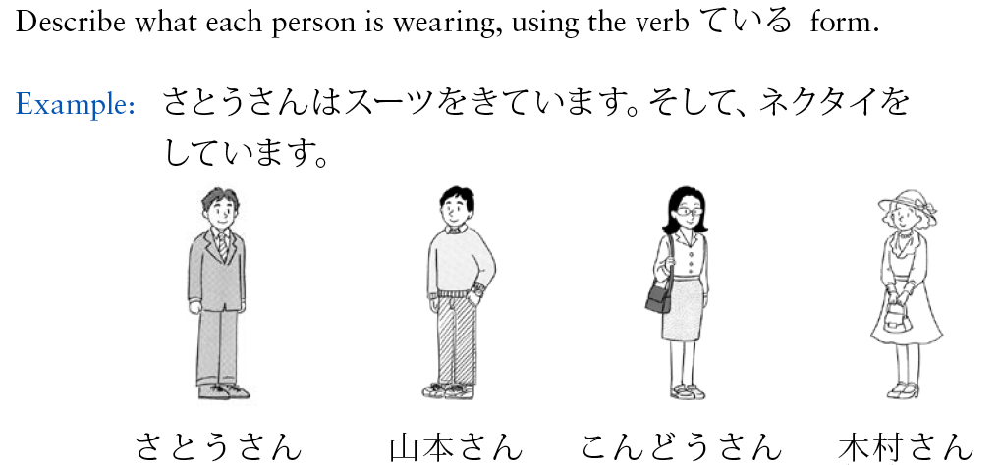 Describe what each person is wearing, using the verb ている form.
Example: さとうさんはスーツをきています。そして、ネクタイを
しています。
さとうさん 山本さん こんどうさん 木村さん